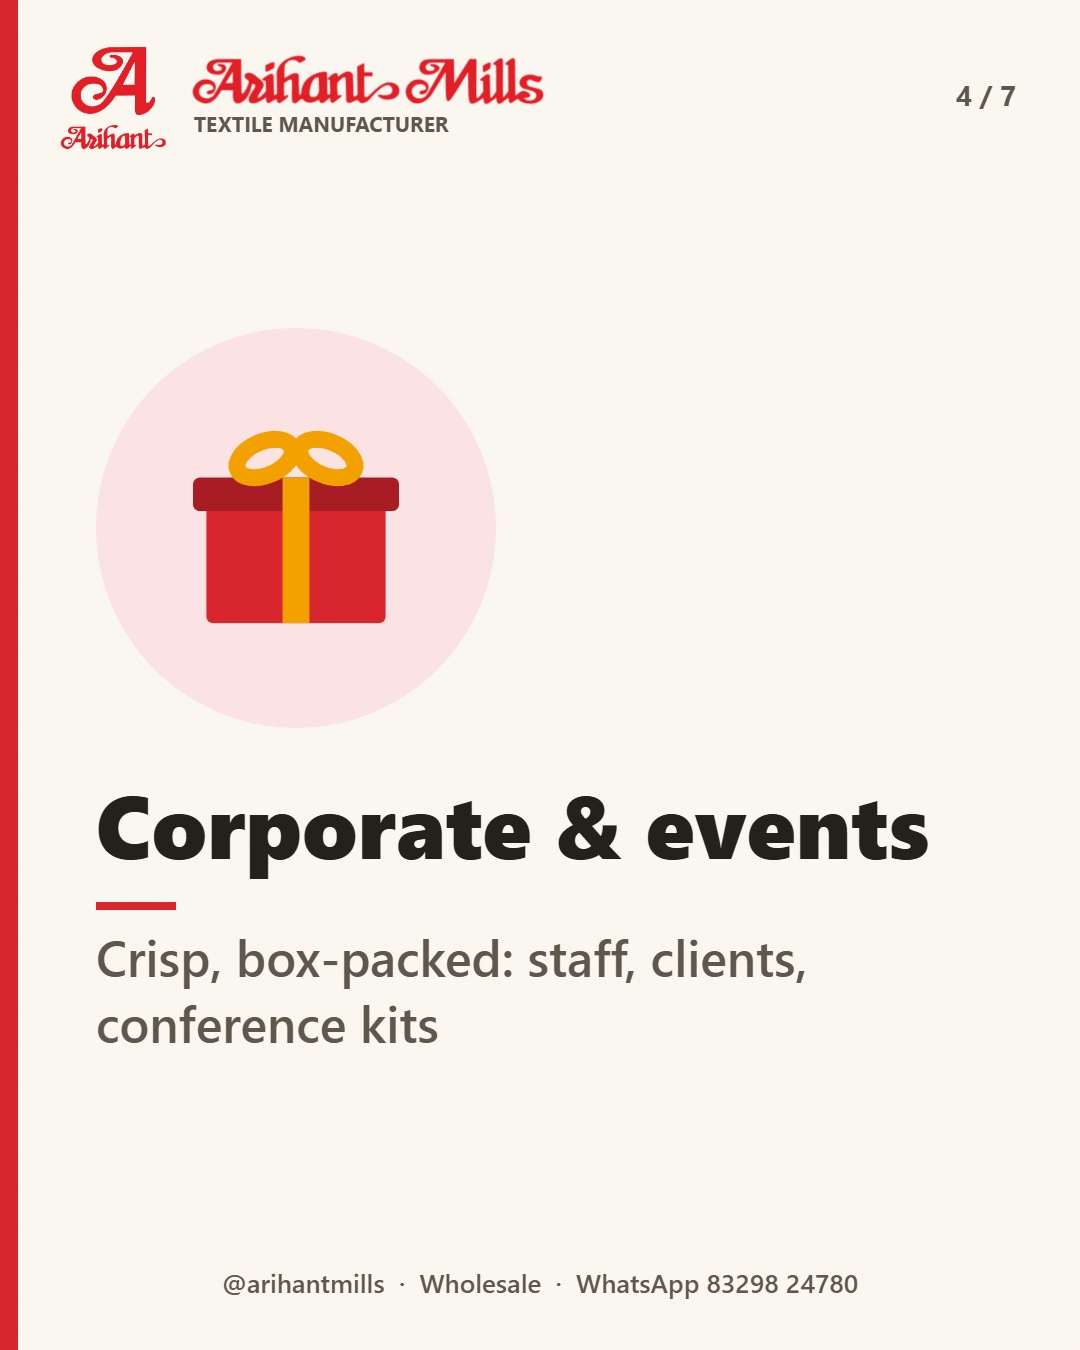 A
Arihant
Arihant Mills
TEXTILE MANUFACTURER
4 / 7
Corporate & events
Crisp, box-packed: staff, clients,
conference kits
@arihantmills · Wholesale · WhatsApp 83298 24780